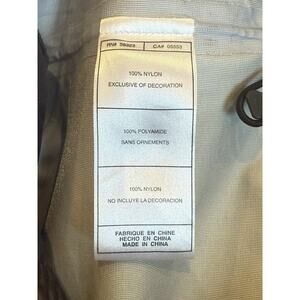 RN# 56323 CA# 05553
100% NYLON
EXCLUSIVE OF DECORATION
100% POLYAMIDE
SANS ORNEMENTS
100% NYLON
NO INCLUYE LA DECORACION
FABRIQUE EN CHINE
HECHO EN CHINA
MADE IN CHINA